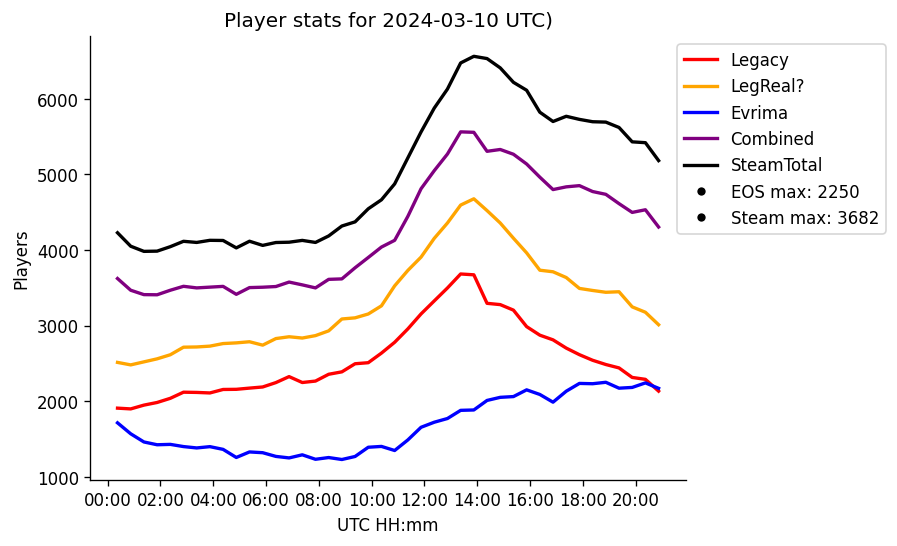 Player stats for 2024-03-10 UTC)
Legacy
LegReal?
Evrima
Combined
SteamTotal
EOS max: 2250
Steam max: 3682
Players
6000
5000
4000
3000
2000
1000
00:00 02:00 04:00 06:00 08:00 10:00 12:00 14:00 16:00 18:00 20:00
UTC HH:mm